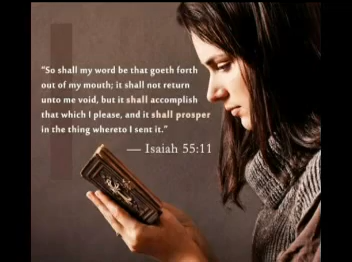 “So shall my word be that goeth forth
out of my mouth; it shall not return
unto me void, but it shall accomplish
that which I please, and it shall prosper
in the thing whereto I sent it.”
— Isaiah 55:11